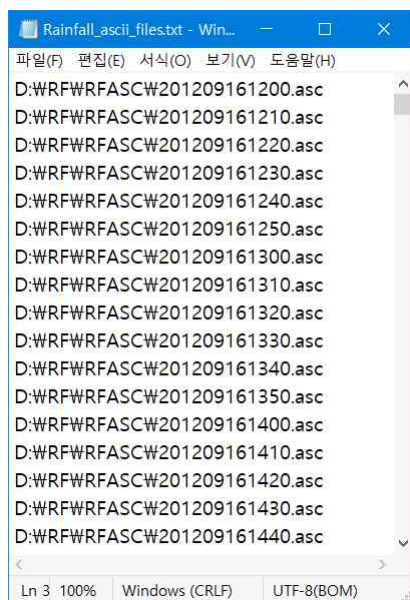 Rainfall_ascii_files.txt - Win...
파일(F) 편집(E) 서식(O) 보기(V) 도움말(H)
D:₩RF₩RFASC₩201209161200.asc
D:₩RF₩RFASC₩201209161210.asc
D:₩RF₩RFASC₩201209161220.asc
D:₩RF₩RFASC₩201209161230.asc
D:₩RF₩RFASC₩201209161240.asc
D:₩RF₩RFASC₩201209161250.asc
D:₩RF₩RFASC₩201209161300.asc
D:₩RF₩RFASC₩201209161310.asc
D:₩RF₩RFASC₩201209161320.asc
D:₩RF₩RFASC₩201209161330.asc
D:₩RF₩RFASC₩201209161340.asc
D:₩RF₩RFASC₩201209161350.asc
D:₩RF₩RFASC₩201209161400.asc
D:₩RF₩RFASC₩201209161410.asc
D:₩RF₩RFASC₩201209161420.asc
D:₩RF₩RFASC₩201209161430.asc
D:₩RF₩RFASC₩201209161440.asc
Ln 3 100% Windows (CRLF) UTF-8(BOM)